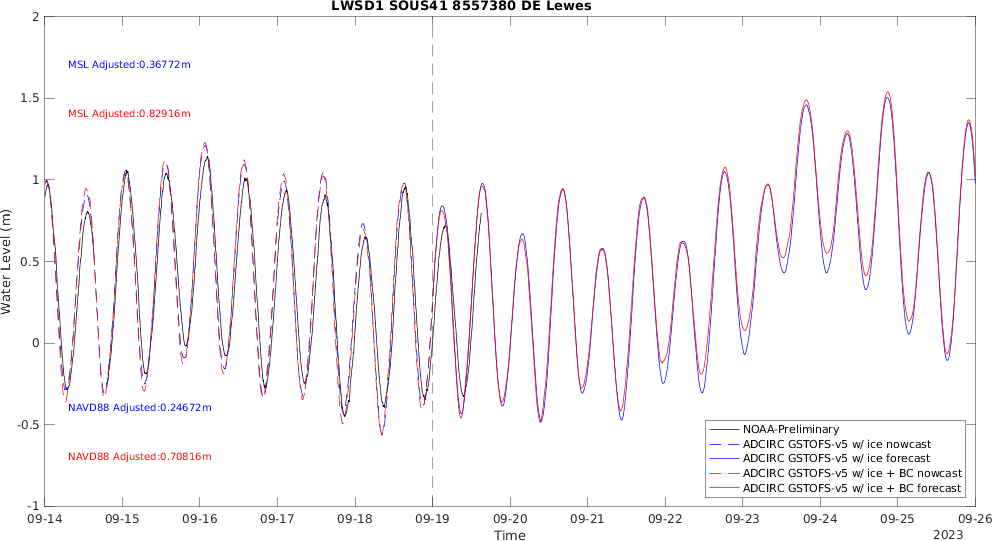 LWSD1 SOUS41 8557380 DE Lewes
2
1.5
1
0.5
0
-0.5
-1
Water Level (m)
MSL Adjusted:0.36772m
MSL Adjusted:0.82916m
NAVD88 Adjusted:0.24672m
NAVD88 Adjusted:0.70816m
NOAA-Preliminary
ADCIRC GSTOFS-v5 w/ ice nowcast
ADCIRC GSTOFS-v5 w/ ice forecast
ADCIRC GSTOFS-v5 w/ ice + BC nowcast
ADCIRC GSTOFS-v5 w/ ice + BC forecast
09-14 09-15 09-16 09-17 09-18 09-19 09-20 09-21 09-22 09-23 09-24 09-25 09-26
Time
2023